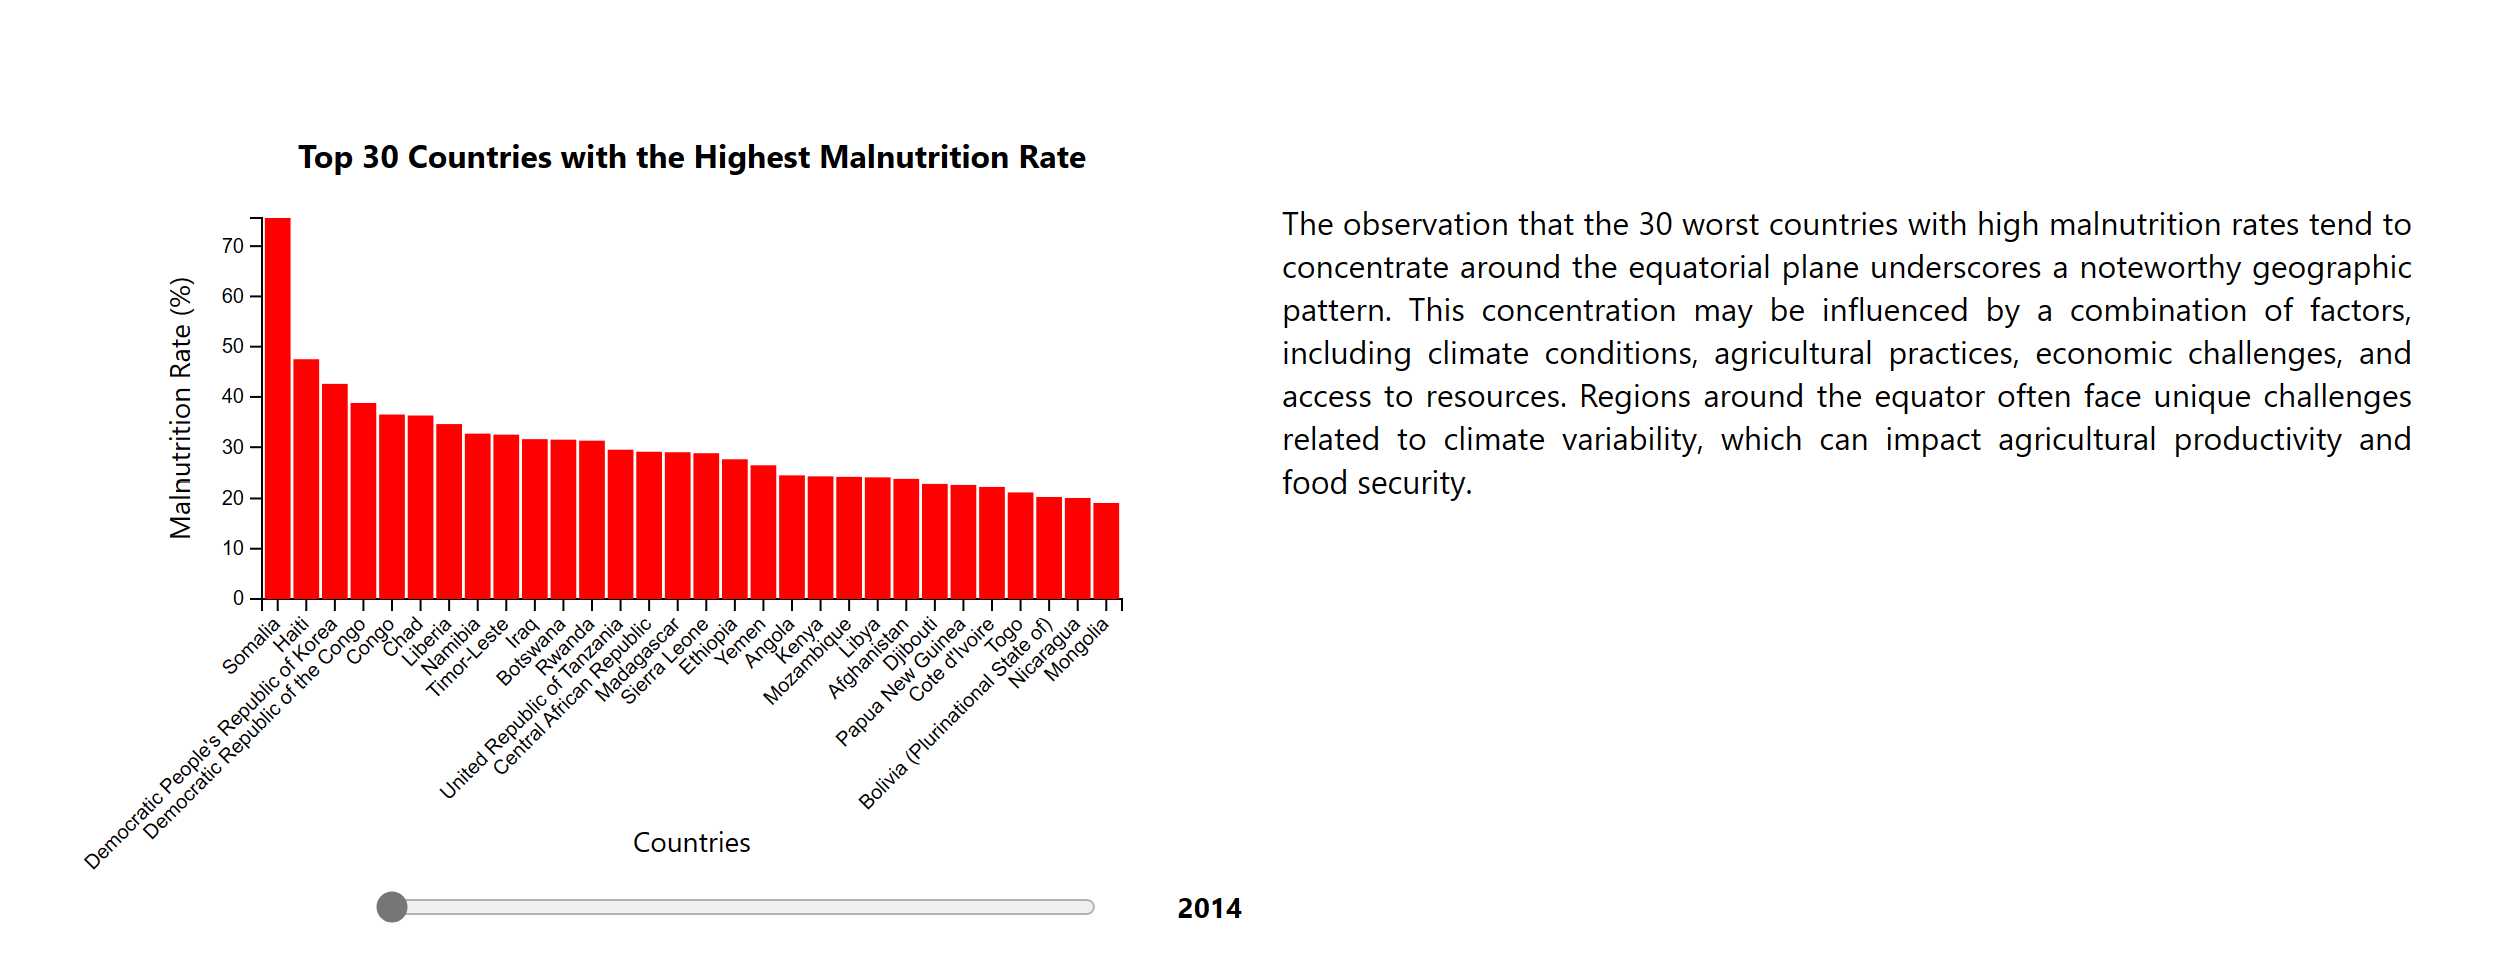 Top 30 Countries with the Highest Malnutrition Rate
Malnutrition Rate (%)
70
60
50
40
30
20
10
0
Somalia
Haiti
Democratic People's Republic of Korea
Democratic Republic of the Congo
Congo
Chad
Liberia
Namibia
Timor-Leste
Iraq
Botswana
Rwanda
United Republic of Tanzania
Central African Republic
Madagascar
Sierra Leone
Ethiopia
Yemen
Angola
Kenya
Mozambique
Libya
Afghanistan
Djibouti
Papua New Guinea
Cote d'Ivoire
Togo
Bolivia (Plurinational State of)
Nicaragua
Mongolia
Countries
2014
The observation that the 30 worst countries with high malnutrition rates tend to
concentrate around the equatorial plane underscores a noteworthy geographic
pattern. This concentration may be influenced by a combination of factors,
including climate conditions, agricultural practices, economic challenges, and
access to resources. Regions around the equator often face unique challenges
related to climate variability, which can impact agricultural productivity and
food security.